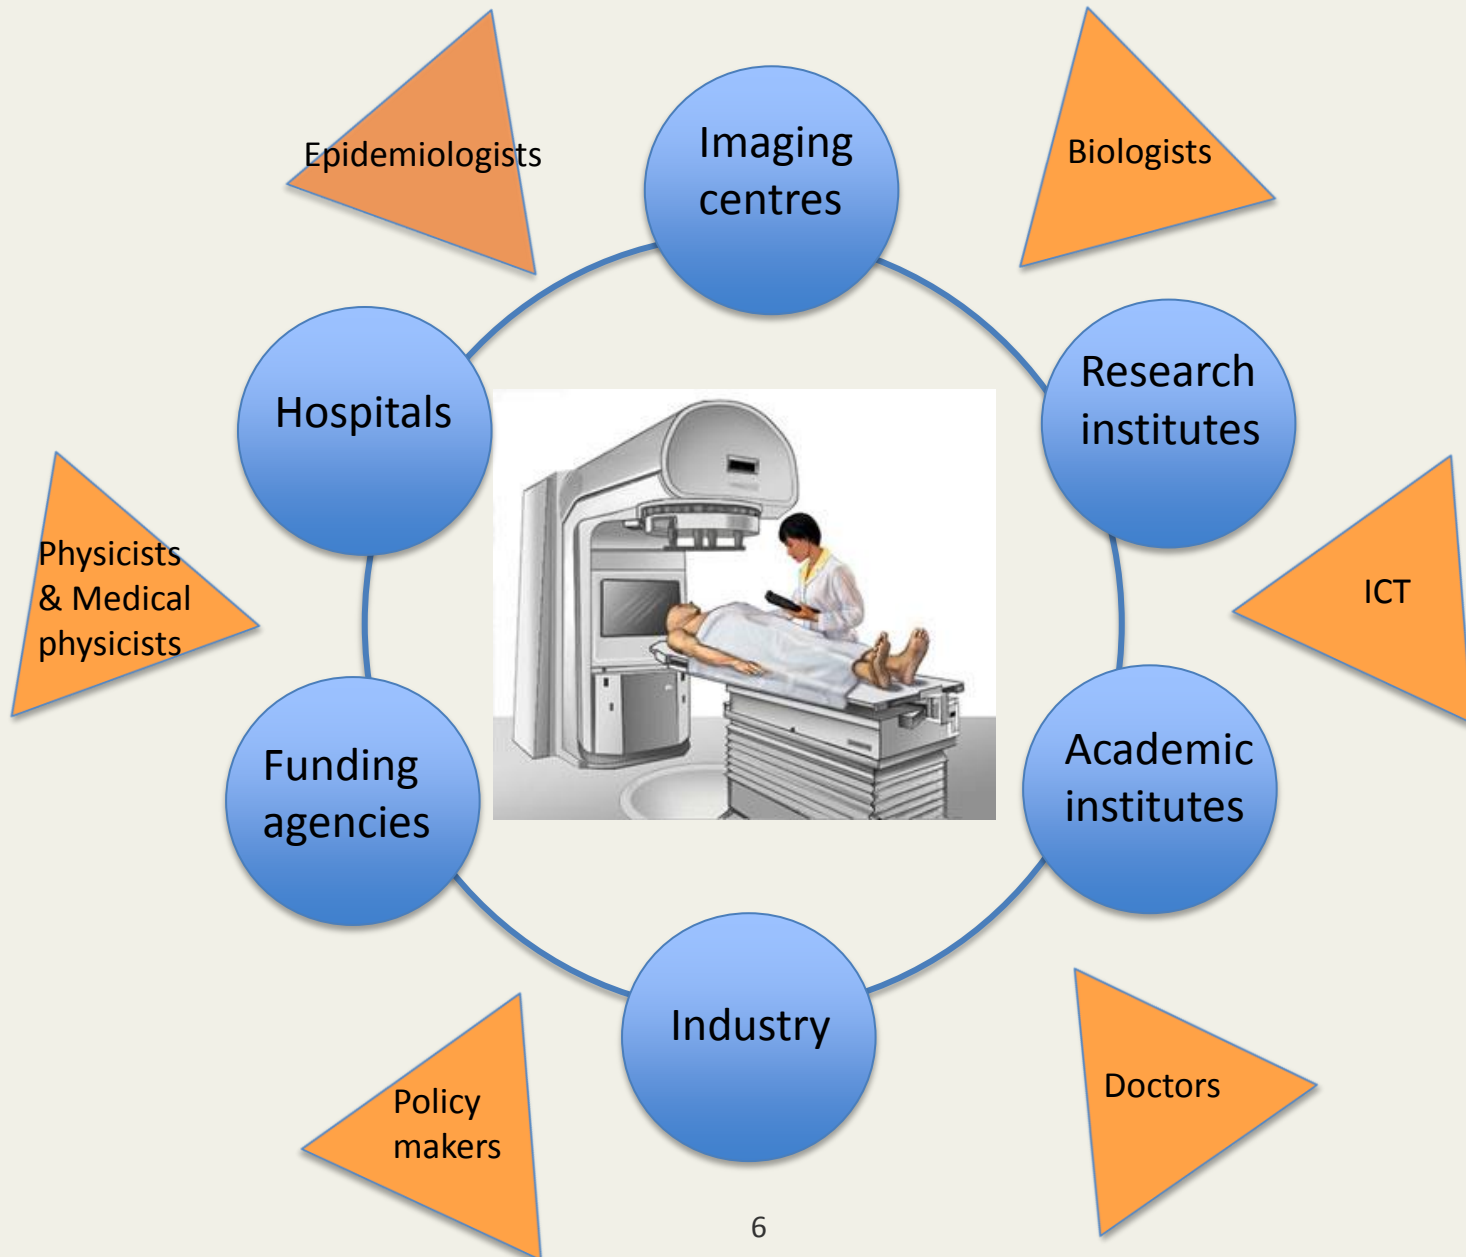 Epidemiologists
Imaging
centres
Biologists
Hospitals
Research
institutes
Physicists
& Medical
physicists
ICT
Funding
agencies
Academic
institutes
Industry
Policy
makers
Doctors
6